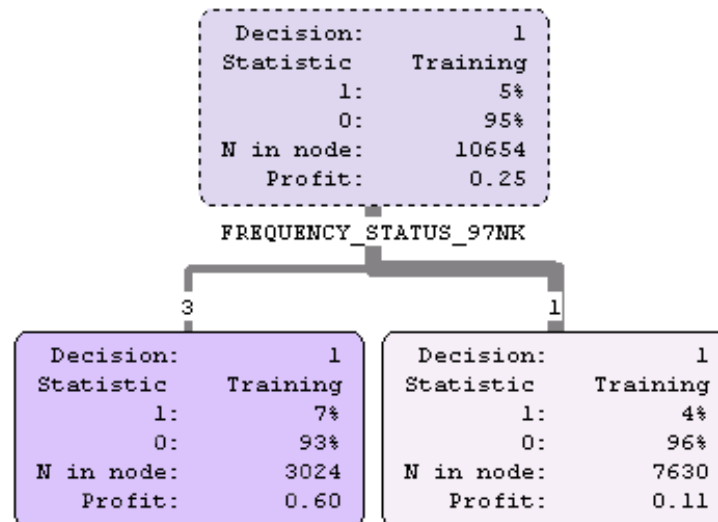 Decision: 1
Statistic Training
1: 5%
0: 95%
N in node: 10654
Profit: 0.25
FREQUENCY_STATUS_97NK
3 1
Decision: 1
Statistic Training
1: 7%
0: 93%
N in node: 3024
Profit: 0.60
Decision: 1
Statistic Training
1: 4%
0: 96%
N in node: 7630
Profit: 0.11